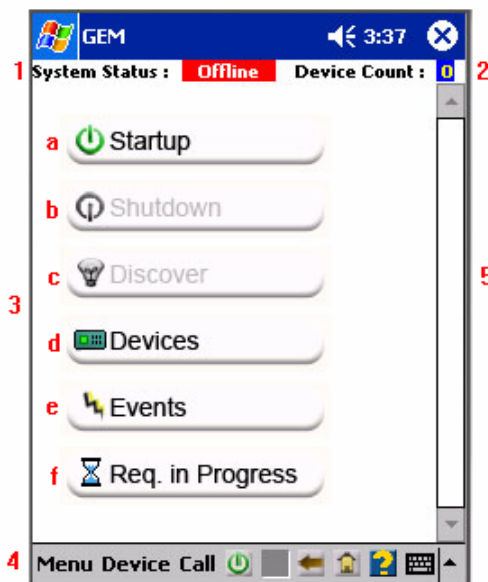 GEM 3:37
1 System Status : Offline Device Count : 0 2
a Startup
b Shutdown
c Discover
3
5
d Devices
e Events
f Req. in Progress
4 Menu Device Call ?